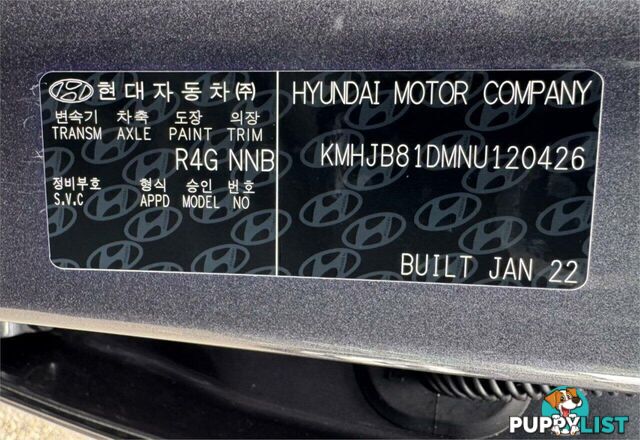 현대자동차㈜
변속기 차축 도장 의장
TRANSM AXLE PAINT TRIM
R4G NNB
정비부호 형식 승인 번호
S.V.C APPD MODEL NO
HYUNDAI MOTOR COMPANY
KMHJB81DMNU120426
BUILT JAN 22
PUPPYLIST